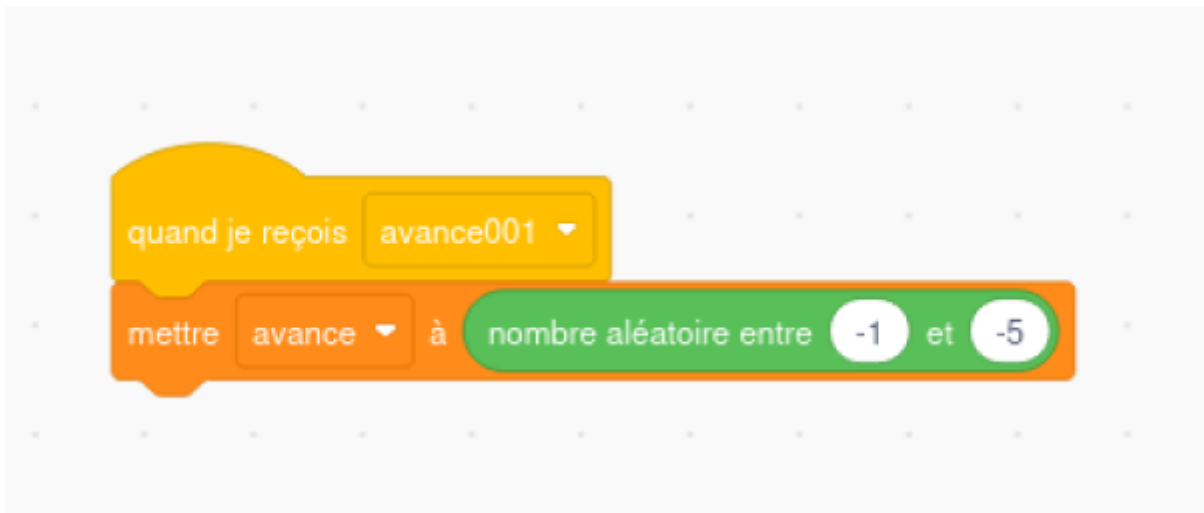 quand je reçois avance001
mettre avance à nombre aléatoire entre -1 et -5